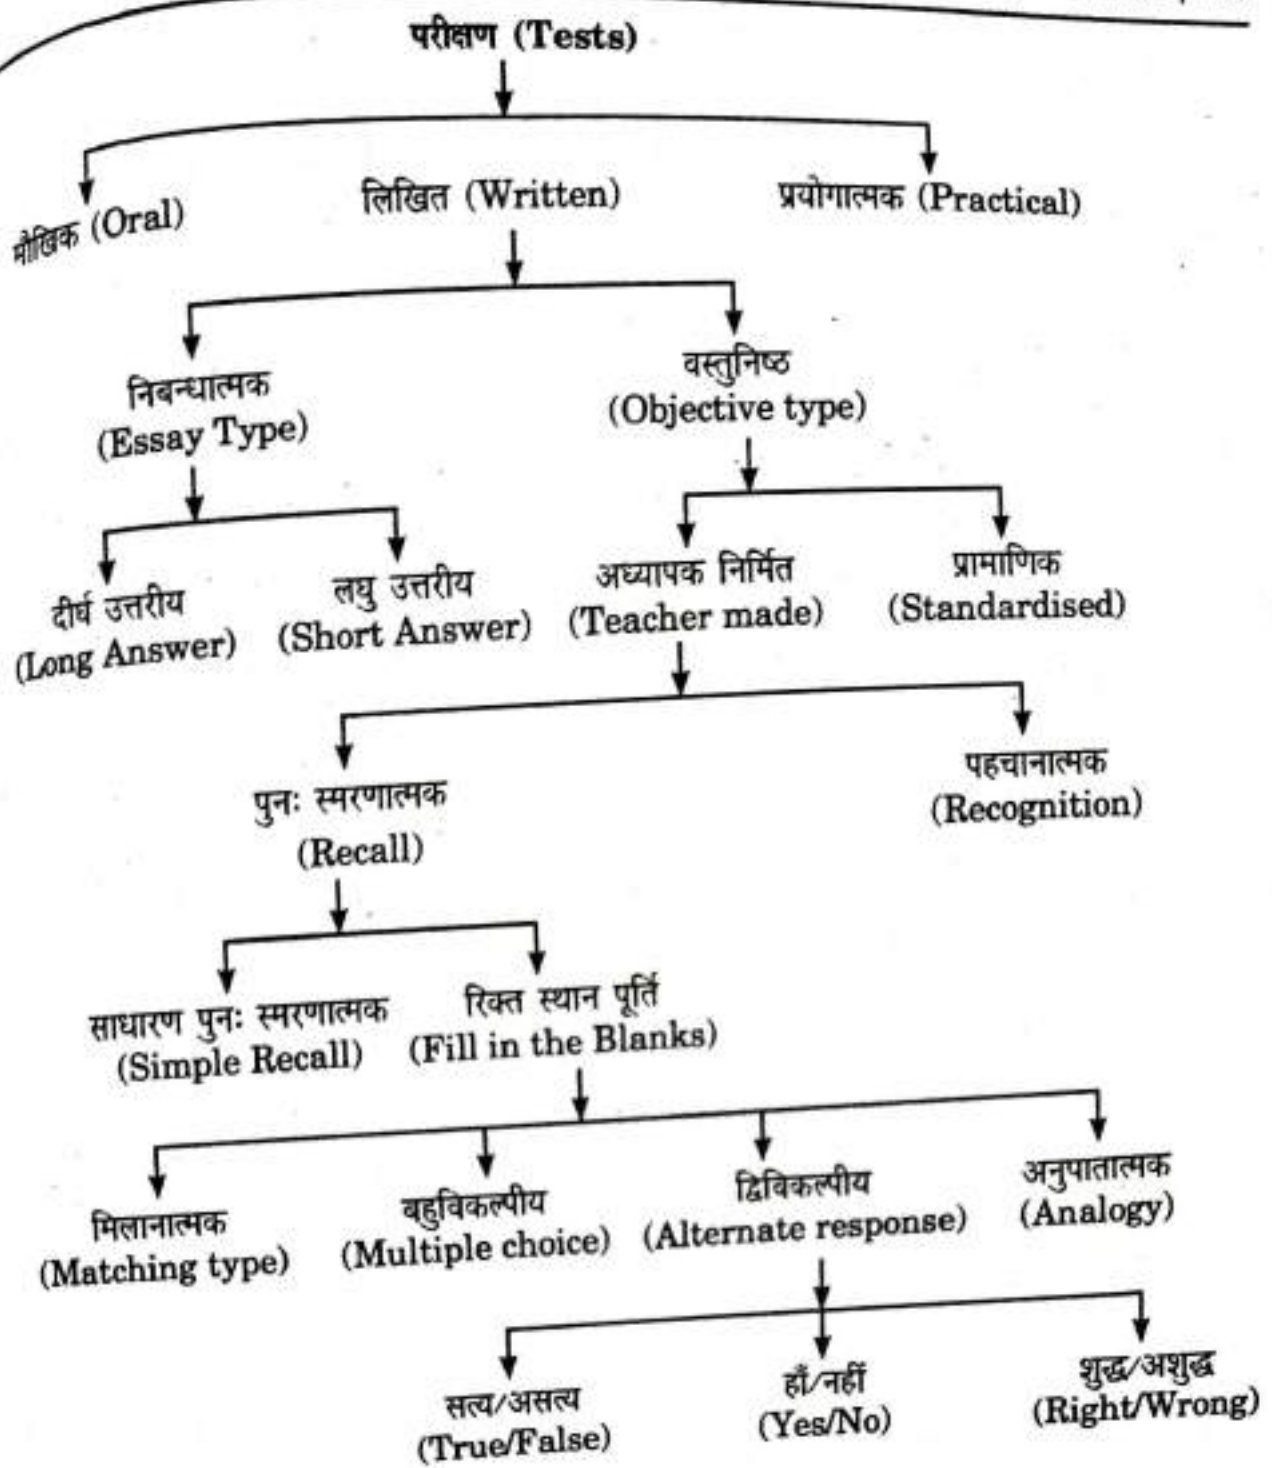 परीक्षण (Tests)
मौखिक (Oral)
लिखित (Written)
प्रयोगात्मक (Practical)
निबन्धात्मक
(Essay Type)
वस्तुनिष्ठ
(Objective type)
दीर्घ उत्तरीय
(Long Answer)
लघु उत्तरीय
(Short Answer)
अध्यापक निर्मित
(Teacher made)
प्रामाणिक
(Standardised)
पुनः स्मरणात्मक
(Recall)
पहचानात्मक
(Recognition)
साधारण पुनः स्मरणात्मक
(Simple Recall)
रिक्त स्थान पूर्ति
(Fill in the Blanks)
मिलानात्मक
(Matching type)
बहुविकल्पीय
(Multiple choice)
द्विविकल्पीय
(Alternate response)
अनुपातात्मक
(Analogy)
सत्य/असत्य
(True/False)
हाँ/नहीं
(Yes/No)
शुद्ध/अशुद्ध
(Right/Wrong)